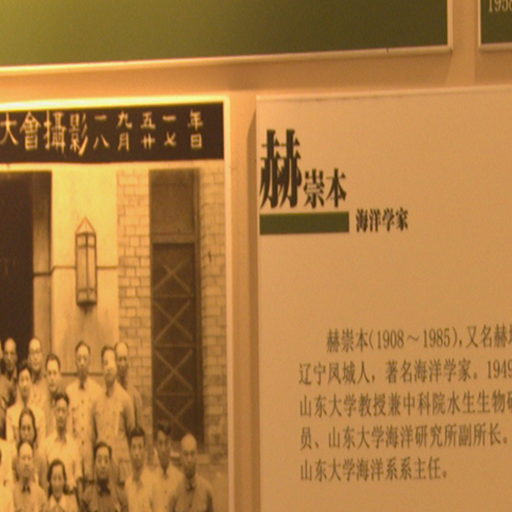 1958
大會攝影一九五一年
八月廿七日
赫崇本
海洋学家
赫崇本(1908～1985),又名赫
辽宁凤城人，著名海洋学家。1949
山东大学教授兼中科院水生生物研
员、山东大学海洋研究所副所长。
山东大学海洋系系主任。